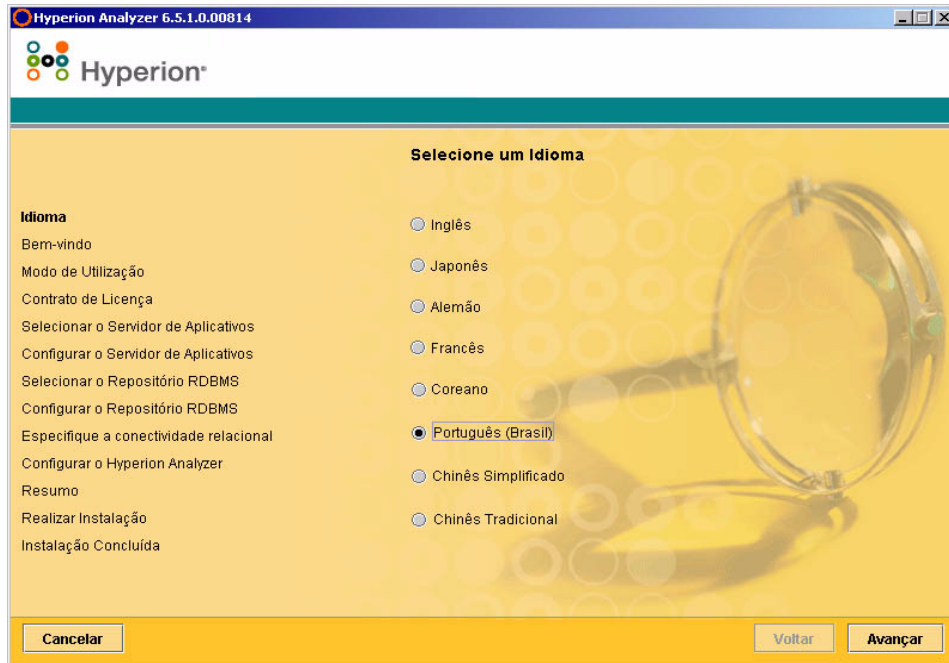 Hyperion Analyzer 6.5.1.0.00814
Hyperion®
Selecione um Idioma
Idioma
Bem-vindo
Modo de Utilização
Contrato de Licença
Selecionar o Servidor de Aplicativos
Configurar o Servidor de Aplicativos
Selecionar o Repositório RDBMS
Configurar o Repositório RDBMS
Especifique a conectividade relacional
Configurar o Hyperion Analyzer
Resumo
Realizar Instalação
Instalação Concluída
Inglês
Japonês
Alemão
Francês
Coreano
Português (Brasil)
Chinês Simplificado
Chinês Tradicional
Cancelar
Voltar
Avançar